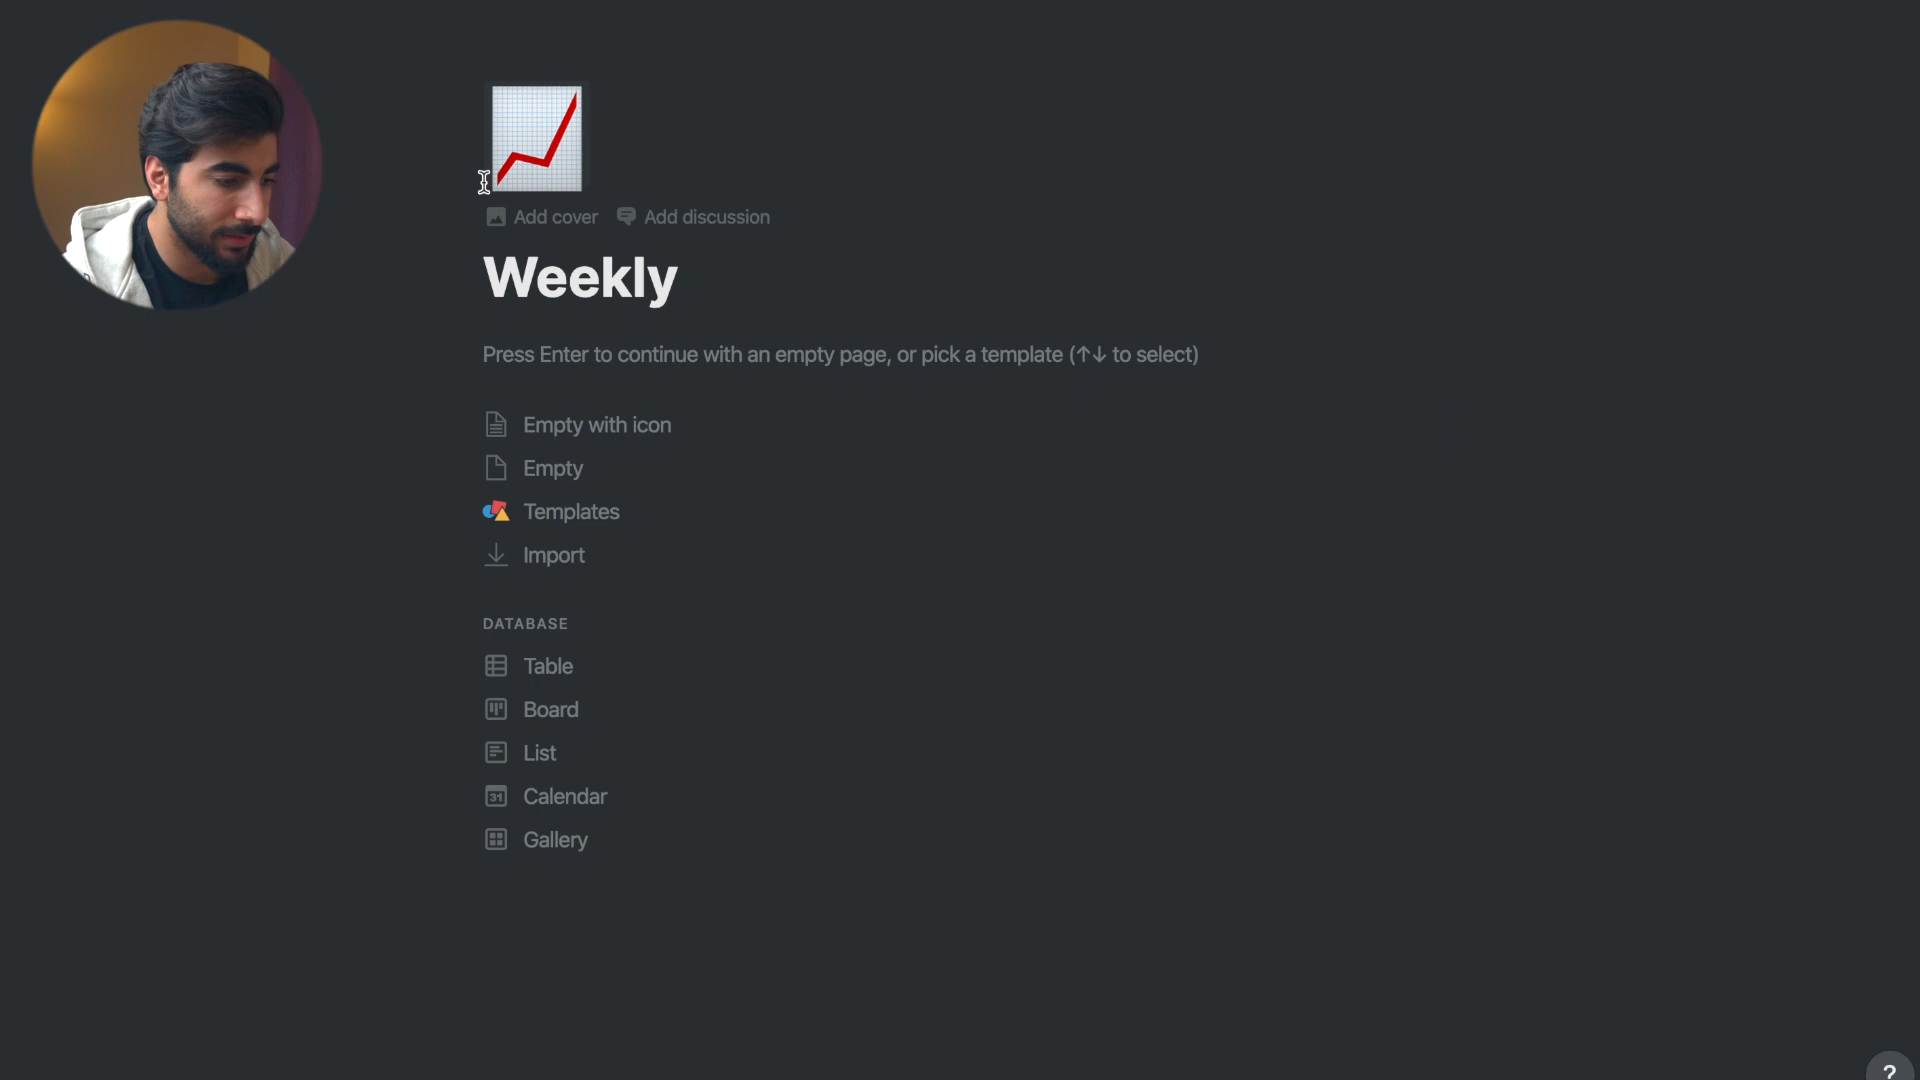 Add cover Add discussion
Weekly
Press Enter to continue with an empty page, or pick a template (↑↓ to select)
Empty with icon
Empty
Templates
Import
DATABASE
Table
Board
List
31 Calendar
Gallery
?